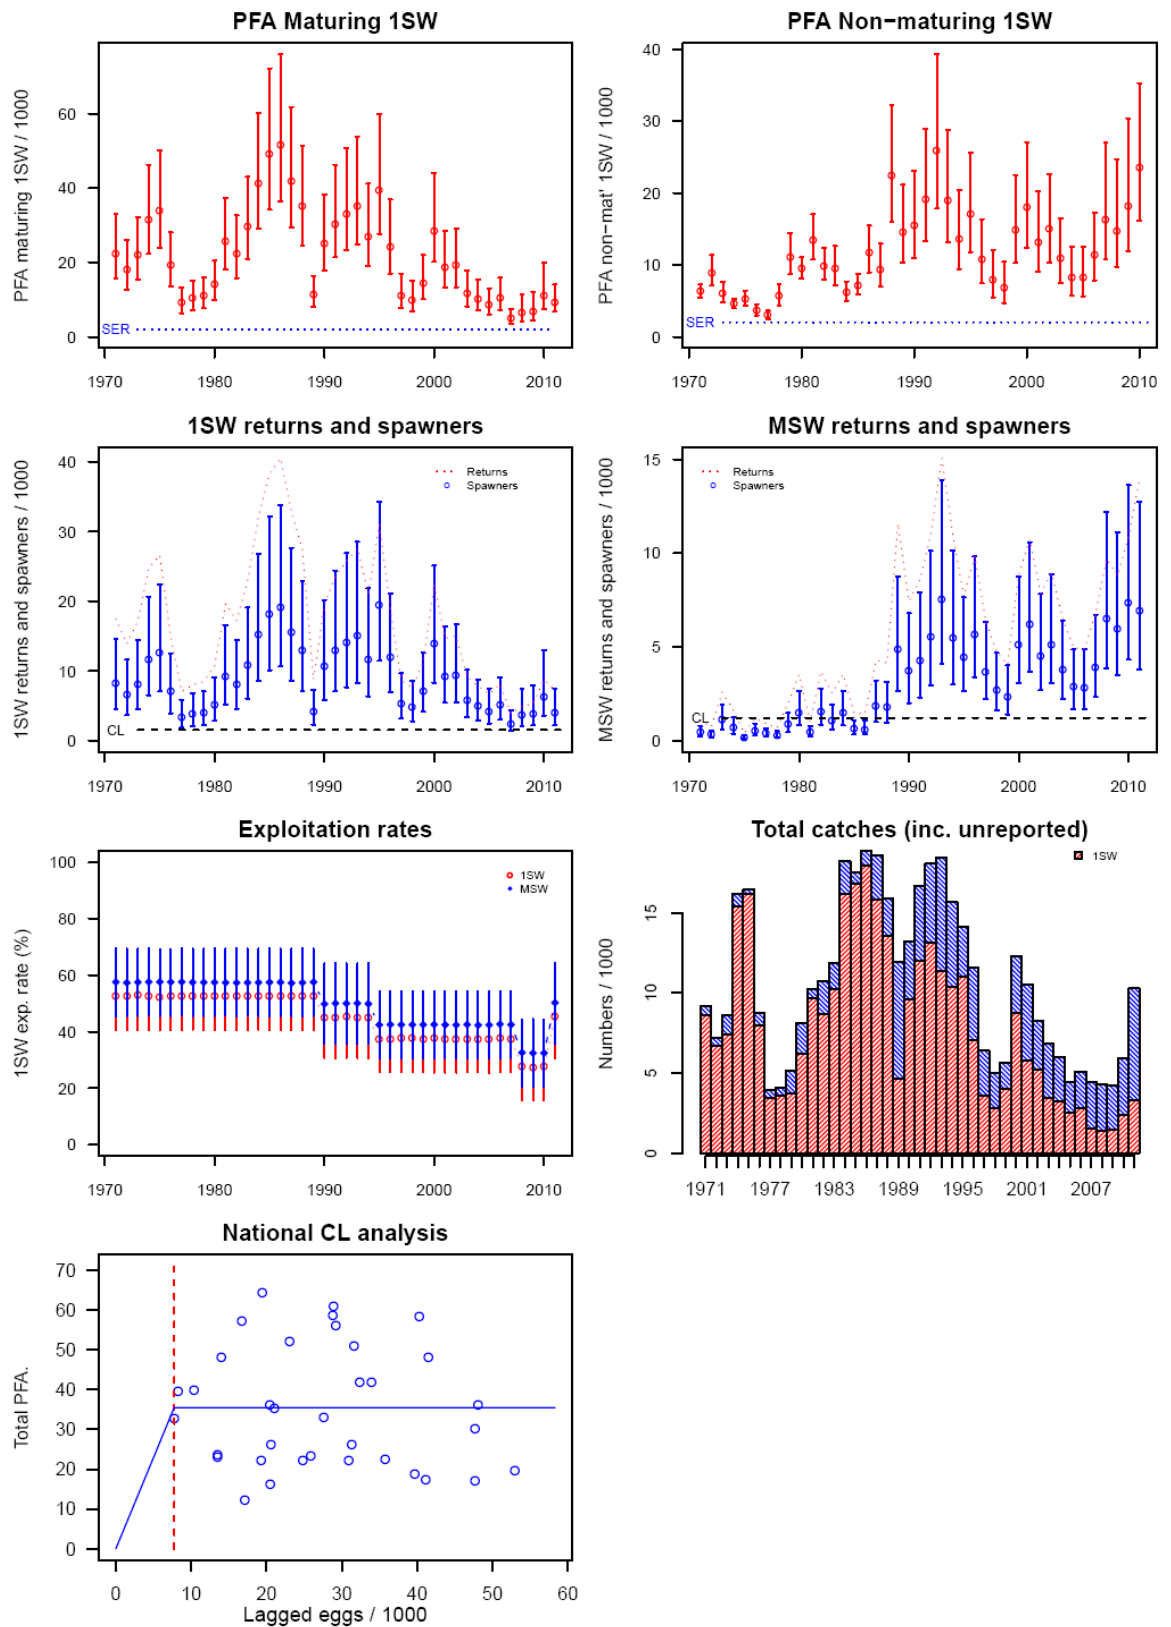 PFA Maturing 1SW
PFA maturing 1SW / 1000
60
40
20
0
SER
1970 1980 1990 2000 2010
PFA Non−maturing 1SW
PFA non−mat' 1SW / 1000
40
30
20
10
0
SER
1970 1980 1990 2000 2010
1SW returns and spawners
1SW returns and spawners / 1000
40
30
20
10
0
Returns
Spawners
CL
1970 1980 1990 2000 2010
MSW returns and spawners
MSW returns and spawners / 1000
15
10
5
0
Returns
Spawners
CL
1970 1980 1990 2000 2010
Exploitation rates
1SW exp. rate (%)
100
80
60
40
20
0
1SW
MSW
1970 1980 1990 2000 2010
Total catches (inc. unreported)
Numbers / 1000
15
10
5
0
1SW
1971 1977 1983 1989 1995 2001 2007
National CL analysis
Total PFA.
70
60
50
40
30
20
10
0
0 10 20 30 40 50 60
Lagged eggs / 1000